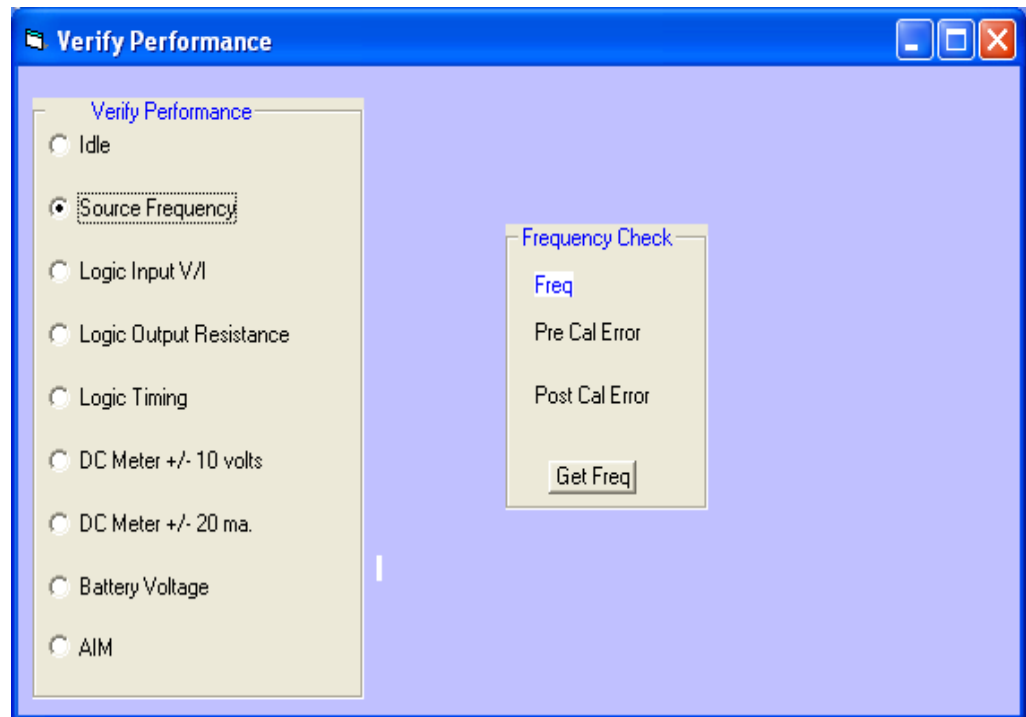 Verify Performance
Verify Performance
Idle
Source Frequency
Logic Input V/I
Logic Output Resistance
Logic Timing
DC Meter +/- 10 volts
DC Meter +/- 20 ma.
Battery Voltage
AIM
Frequency Check
Freq
Pre Cal Error
Post Cal Error
Get Freq